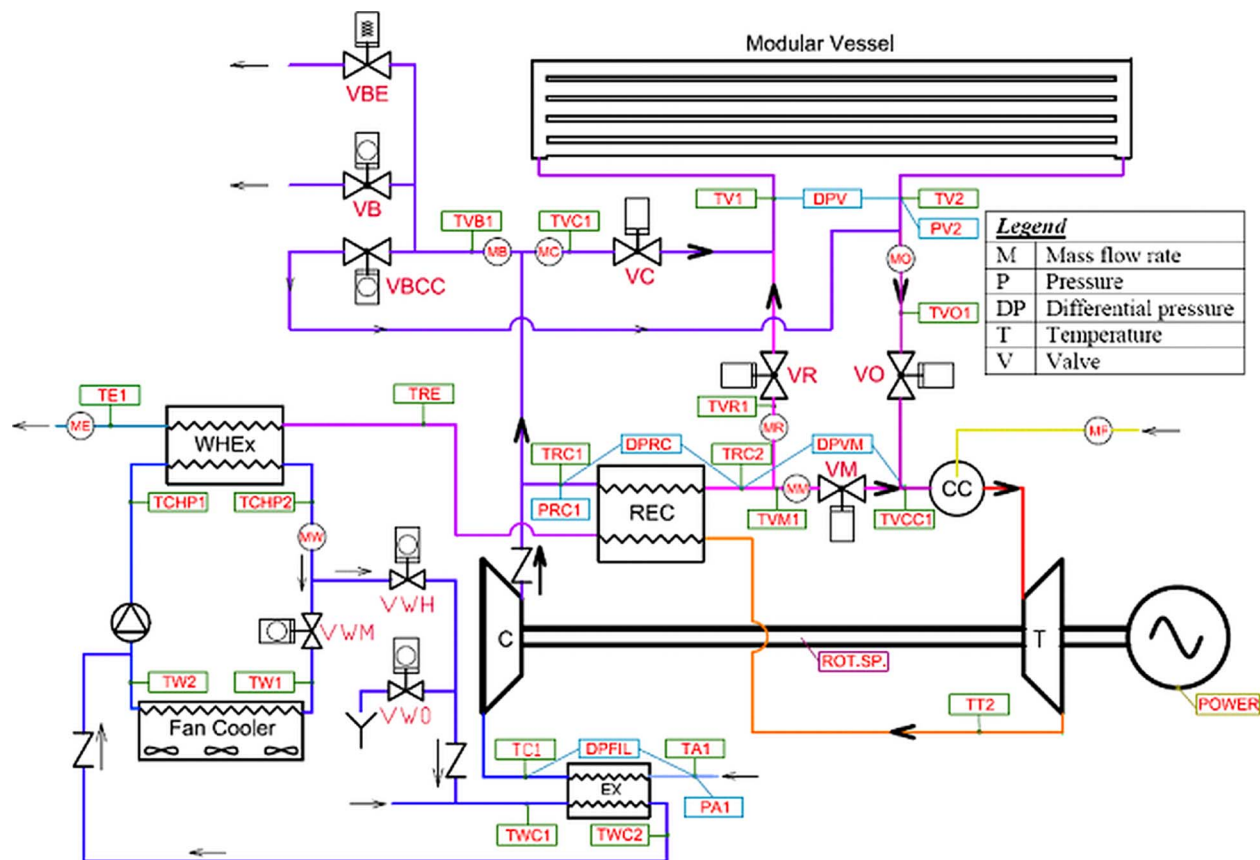 Modular Vessel
VBE
VB
TVB1
TVC1
MB
MC
VC
VBCC
TV1
DPV
TV2
PV2
MO
TVO1
Legend
M Mass flow rate
P Pressure
DP Differential pressure
T Temperature
V Valve
VR
VO
TE1
ME
WHEx
TRE
TVR1
MR
MF
TRC1
DPRC
TRC2
DPVM
PRC1
REC
VM
MM
CC
TVM1
TVCC1
TCHP1
TCHP2
MW
VWH
VWM
C
T
ROT.SP.
TW2
TW1
Fan Cooler
VWO
POWER
TT2
TC1
DPFIL
TA1
EX
PA1
TWC1
TWC2